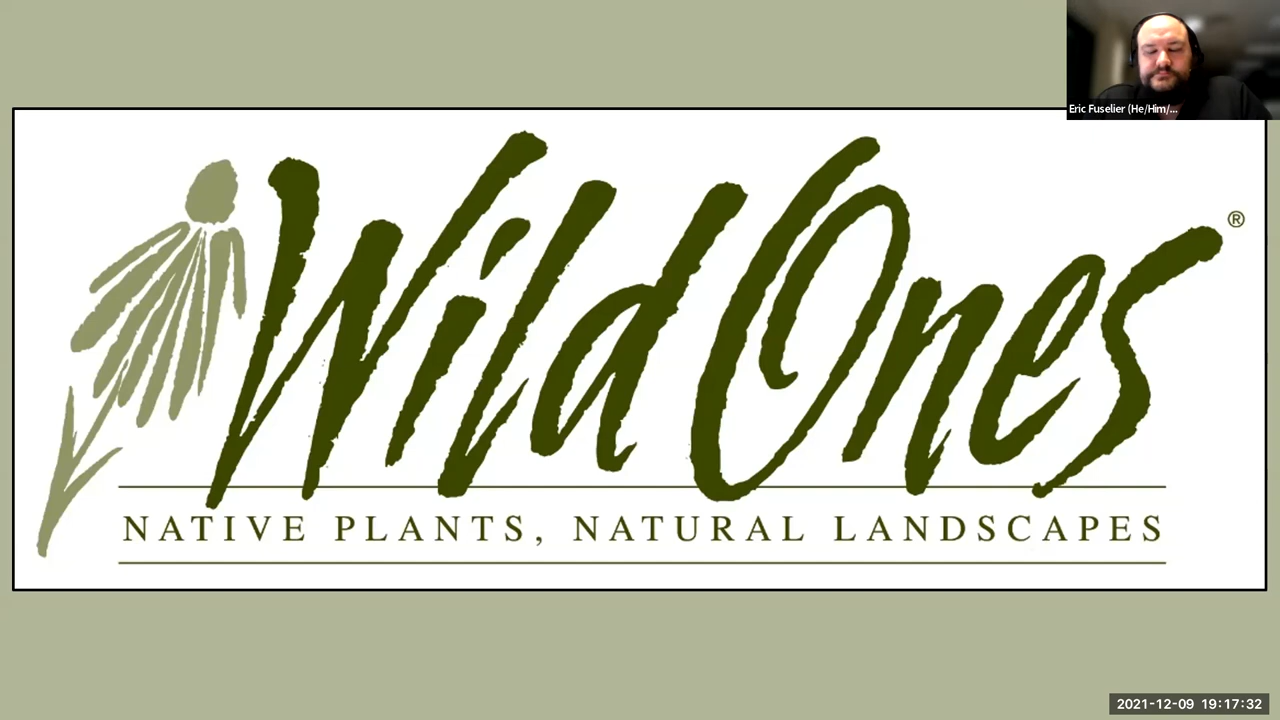 Eric Fuselier (He/Him/...
Wild Ones ®
NATIVE PLANTS, NATURAL LANDSCAPES
2021-12-09 19:17:32